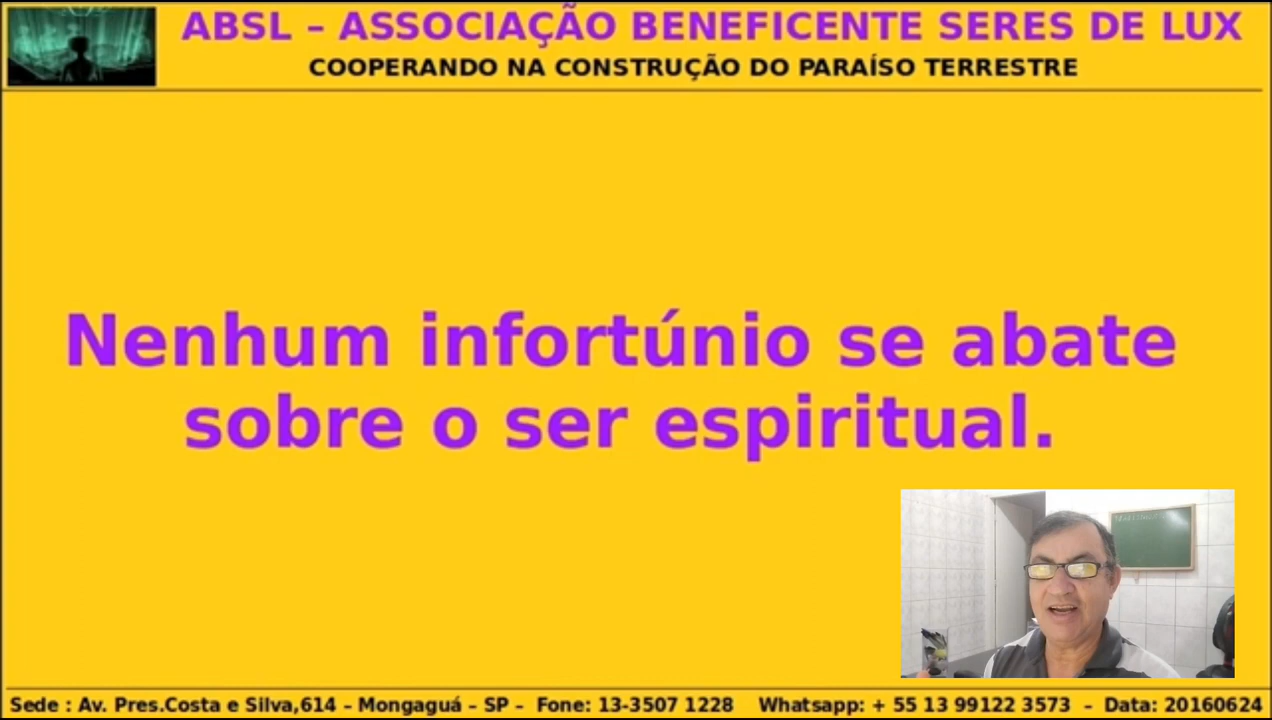 ABSL – ASSOCIAÇÃO BENEFICENTE SERES DE LUX
COOPERANDO NA CONSTRUÇÃO DO PARAÍSO TERRESTRE
Nenhum infortúnio se abate
sobre o ser espiritual.
Sede : Av. Pres.Costa e Silva,614 – Mongaguá – SP – Fone: 13-3507 1228 Whatsapp: + 55 13 99122 3573 – Data: 20160624